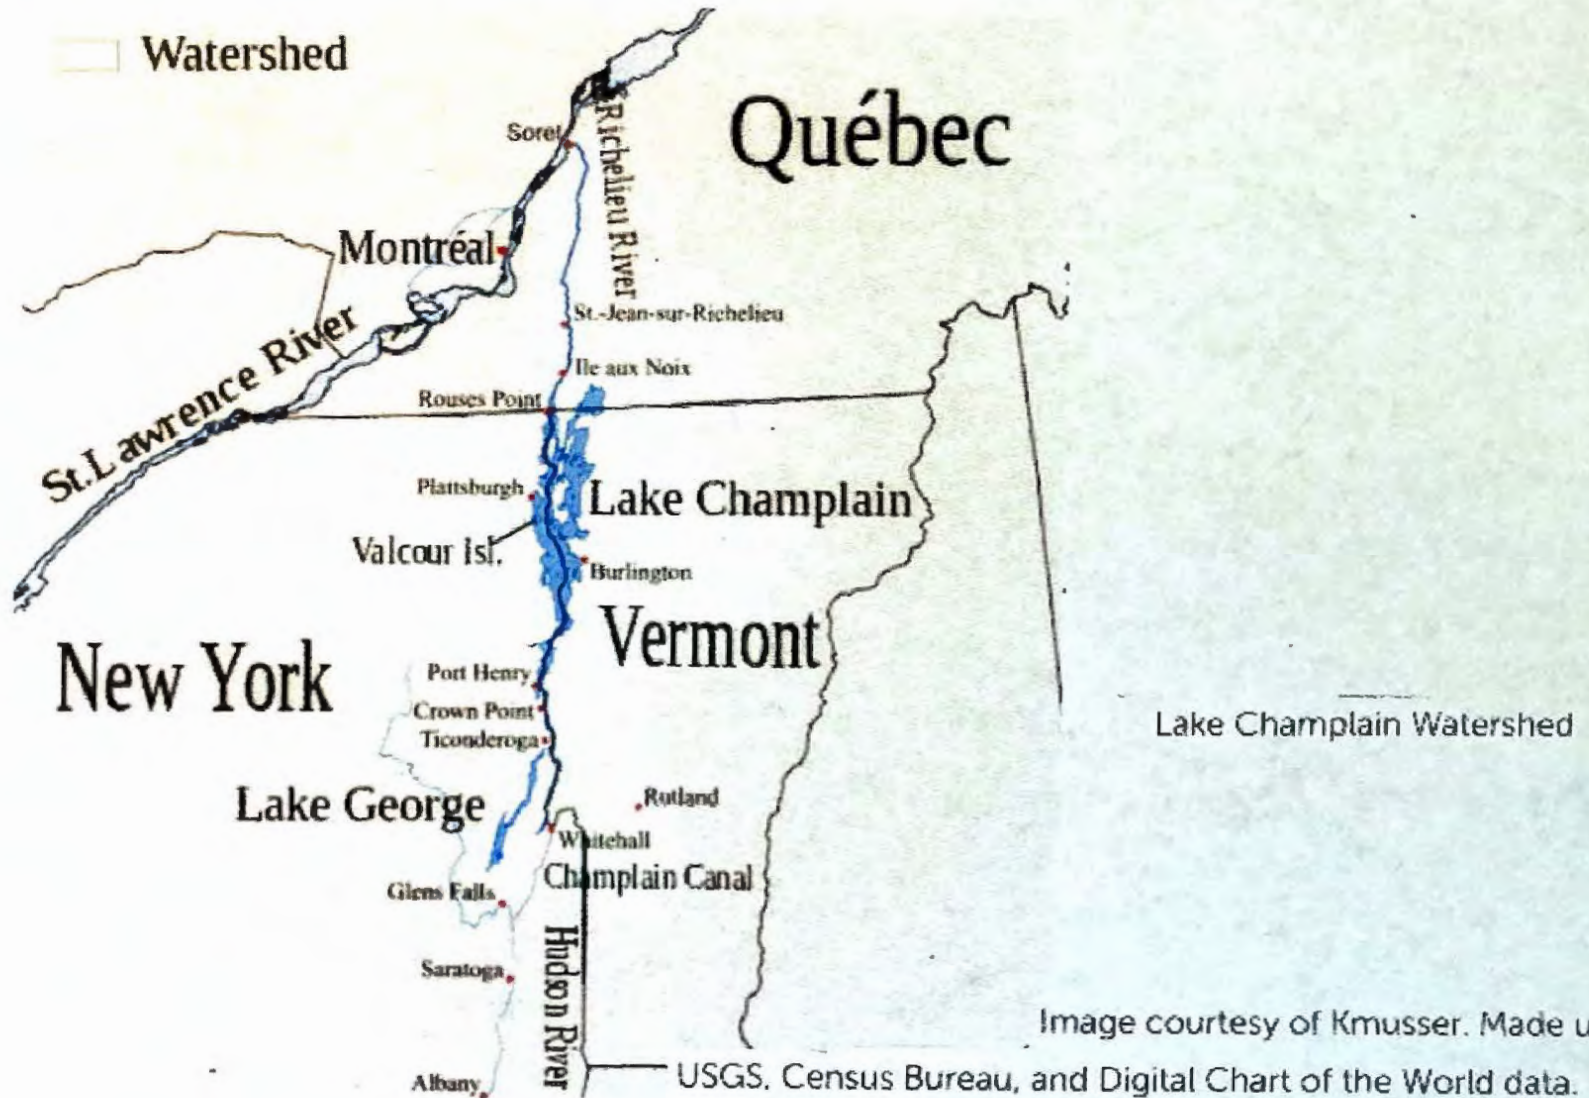 Watershed
Québec
Sorel
Richelieu River
Montréal
St.-Jean-sur-Richelieu
Ile aux Noix
St.Lawrence River
Rouses Point
Plattsburgh
Lake Champlain
Valcour Isl.
Burlington
New York
Vermont
Port Henry
Crown Point
Ticonderoga
Lake Champlain Watershed
Lake George
Rutland
Whitehall
Champlain Canal
Glens Falls
Hudson River
Saratoga
Image courtesy of Kmusser. Made u
USGS, Census Bureau, and Digital Chart of the World data.
Albany